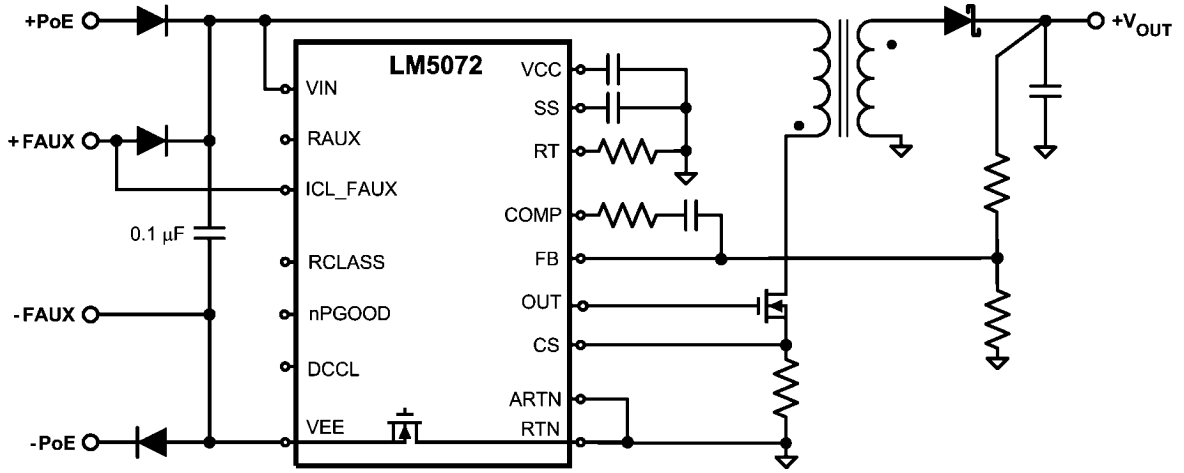 +PoE
LM5072
+VOUT
VIN
VCC
SS
+FAUX
RAUX
RT
ICL_FAUX
COMP
0.1 μF
RCLASS
FB
-FAUX
nPGOOD
OUT
CS
DCCL
ARTN
-PoE
VEE
RTN